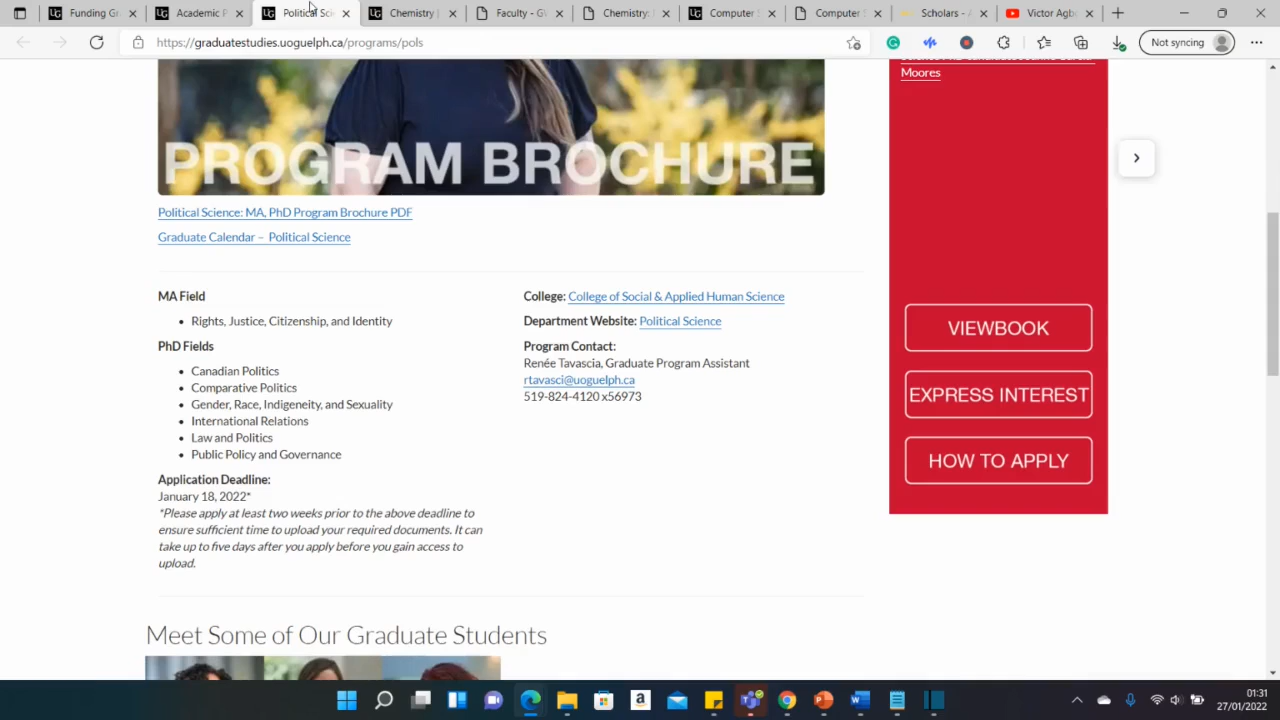 Funding Gr
Academic P
Political Sci
Chemistry
Faculty - G
Chemistry:
Computer S
Computer S
Scholars -
Victor Agb
https://graduatestudies.uoguelph.ca/programs/pols
Not syncing
Moores
PROGRAM BROCHURE
Political Science: MA, PhD Program Brochure PDF
Graduate Calendar – Political Science
MA Field
• Rights, Justice, Citizenship, and Identity
PhD Fields
• Canadian Politics
• Comparative Politics
• Gender, Race, Indigeneity, and Sexuality
• International Relations
• Law and Politics
• Public Policy and Governance
Application Deadline:
January 18, 2022*
*Please apply at least two weeks prior to the above deadline to
ensure sufficient time to upload your required documents. It can
take up to five days after you apply before you gain access to
upload.
College: College of Social & Applied Human Science
Department Website: Political Science
Program Contact:
Renée Tavascia, Graduate Program Assistant
rtavasci@uoguelph.ca
519-824-4120 x56973
VIEWBOOK
EXPRESS INTEREST
HOW TO APPLY
Meet Some of Our Graduate Students
01:31
27/01/2022